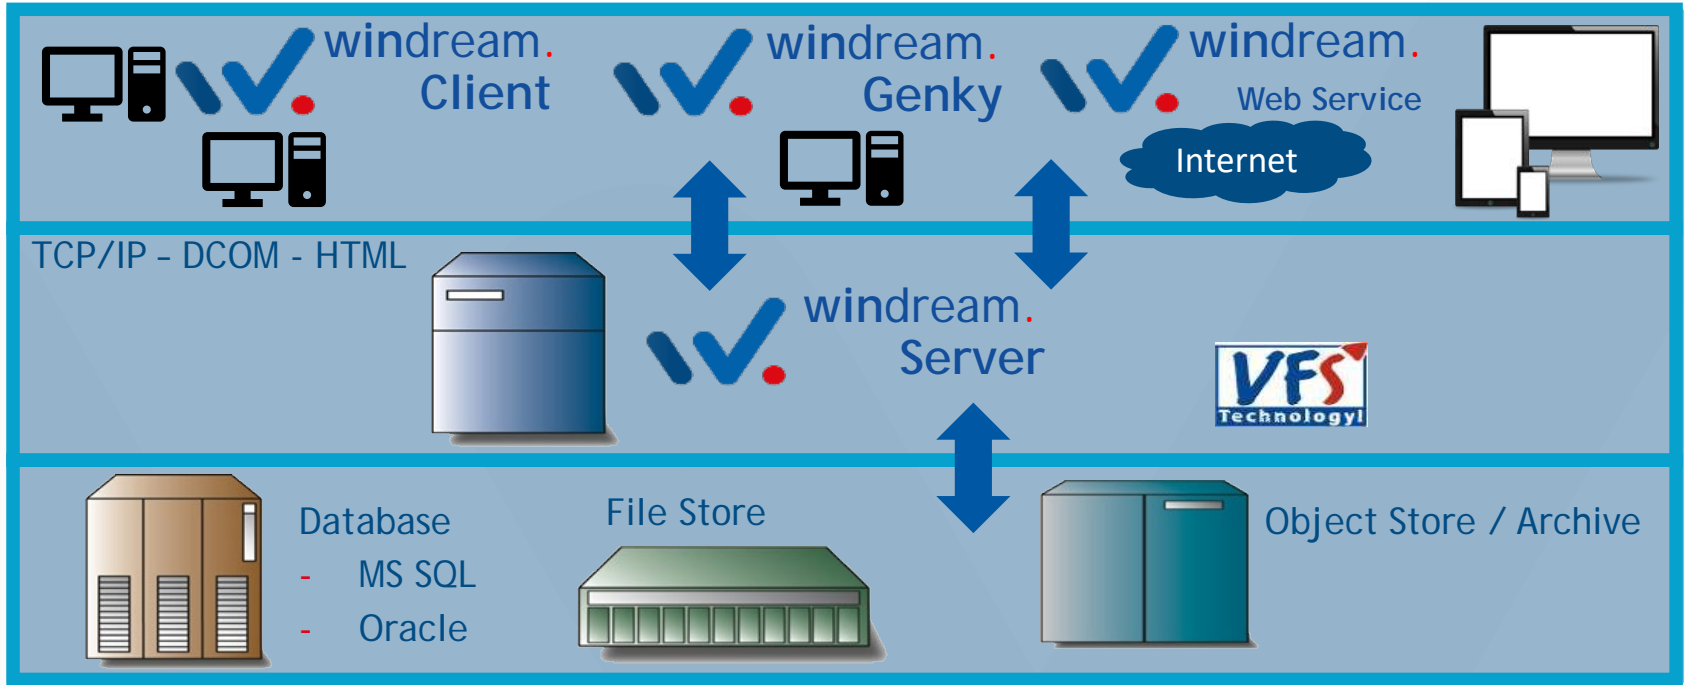 windream.
Client
windream.
Genky
windream.
Web Service
Internet
TCP/IP – DCOM - HTML
windream.
Server
VFS
Technology!
Database
- MS SQL
- Oracle
File Store
Object Store / Archive